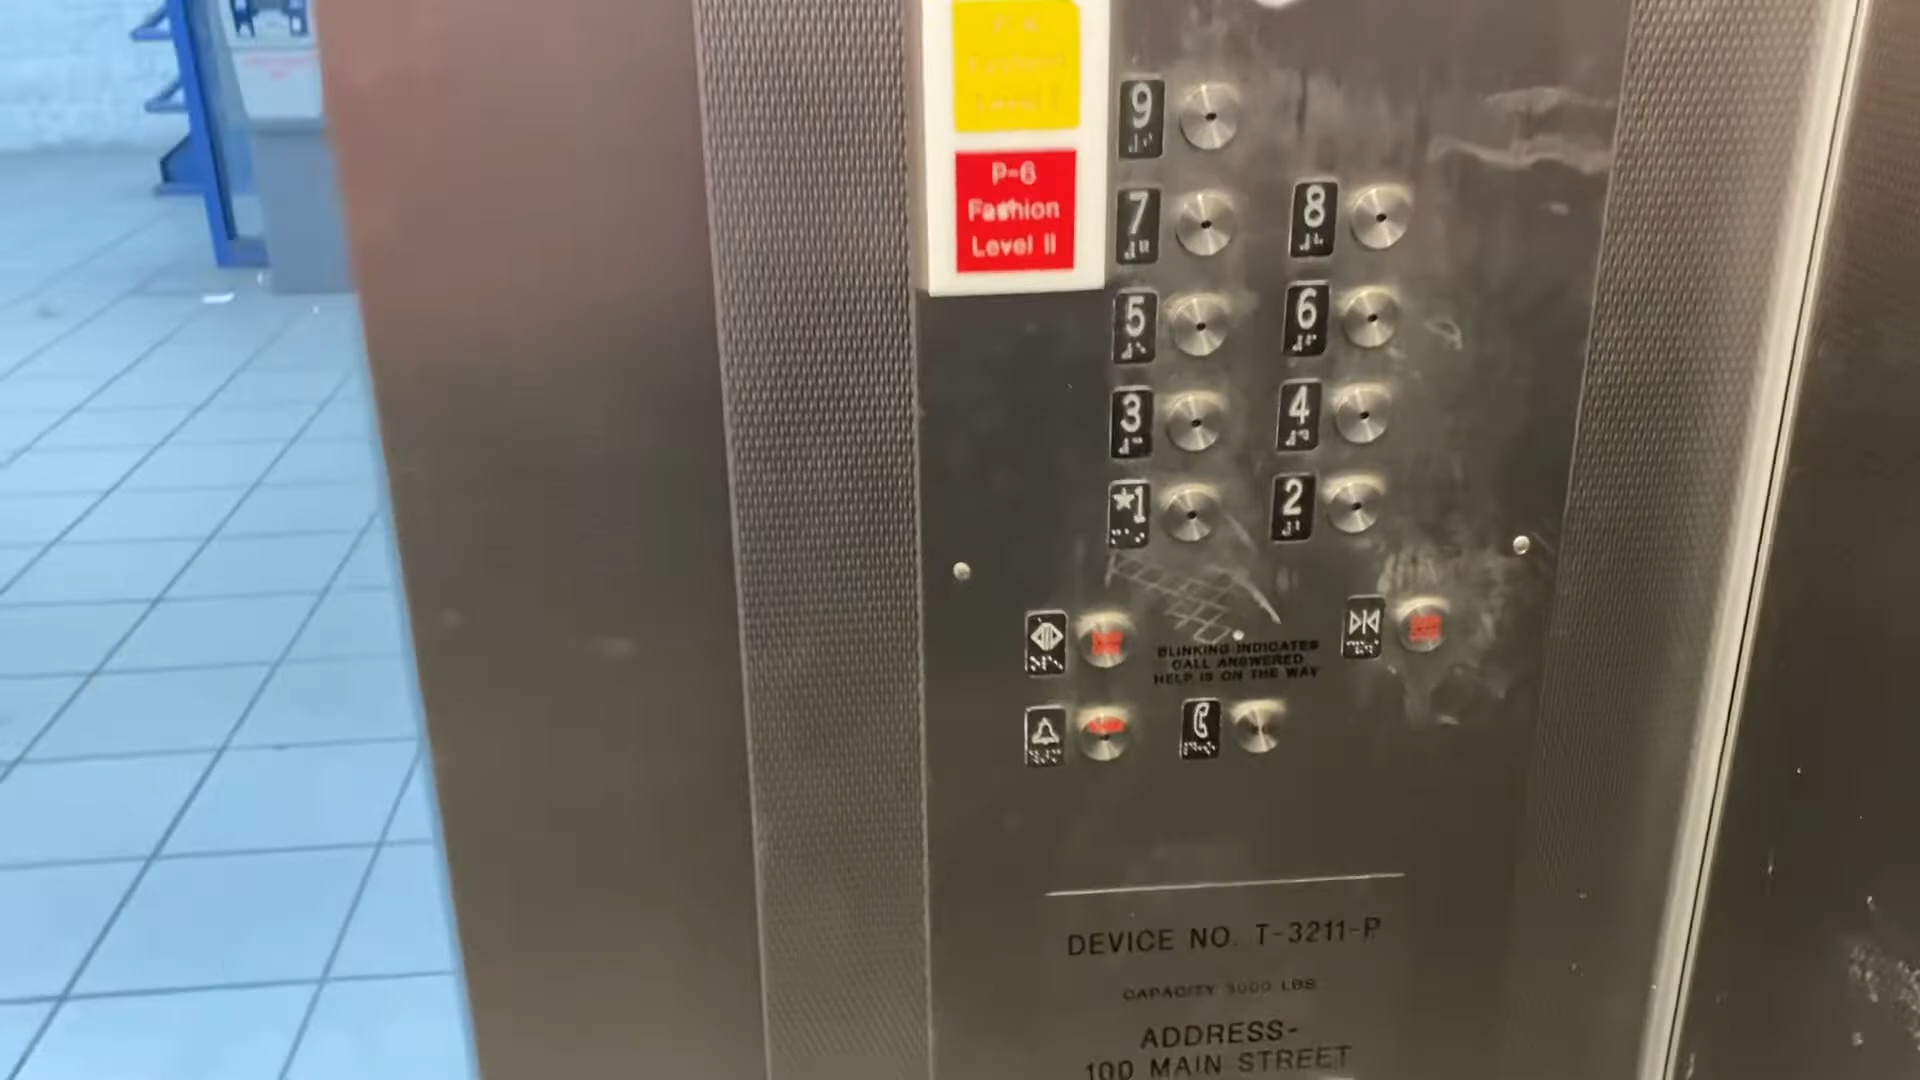 P-6
Fashion
Level II
9
7
8
5
6
3
4
★1
2
BLINKING INDICATES
CALL ANSWERED
HELP IS ON THE WAY
DEVICE NO. T-3211-P
CAPACITY LBS.
ADDRESS-
100 MAIN STREET